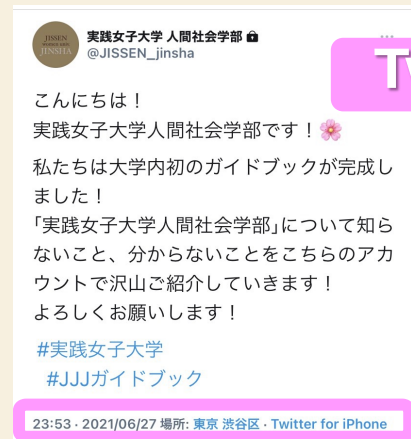 JISSEN
JINSHA
実践女子大学 人間社会学部
@JISSEN_jinsha
Tw
こんにちは！
実践女子大学人間社会学部です！🌸
私たちは大学内初のガイドブックが完成し
ました！
「実践女子大学人間社会学部」について知ら
ないこと、分からないことをこちらのアカ
ウントで沢山ご紹介していきます！
よろしくお願いします！
#実践女子大学
#JJJガイドブック
23:53 · 2021/06/27 場所: 東京 渋谷区 · Twitter for iPhone